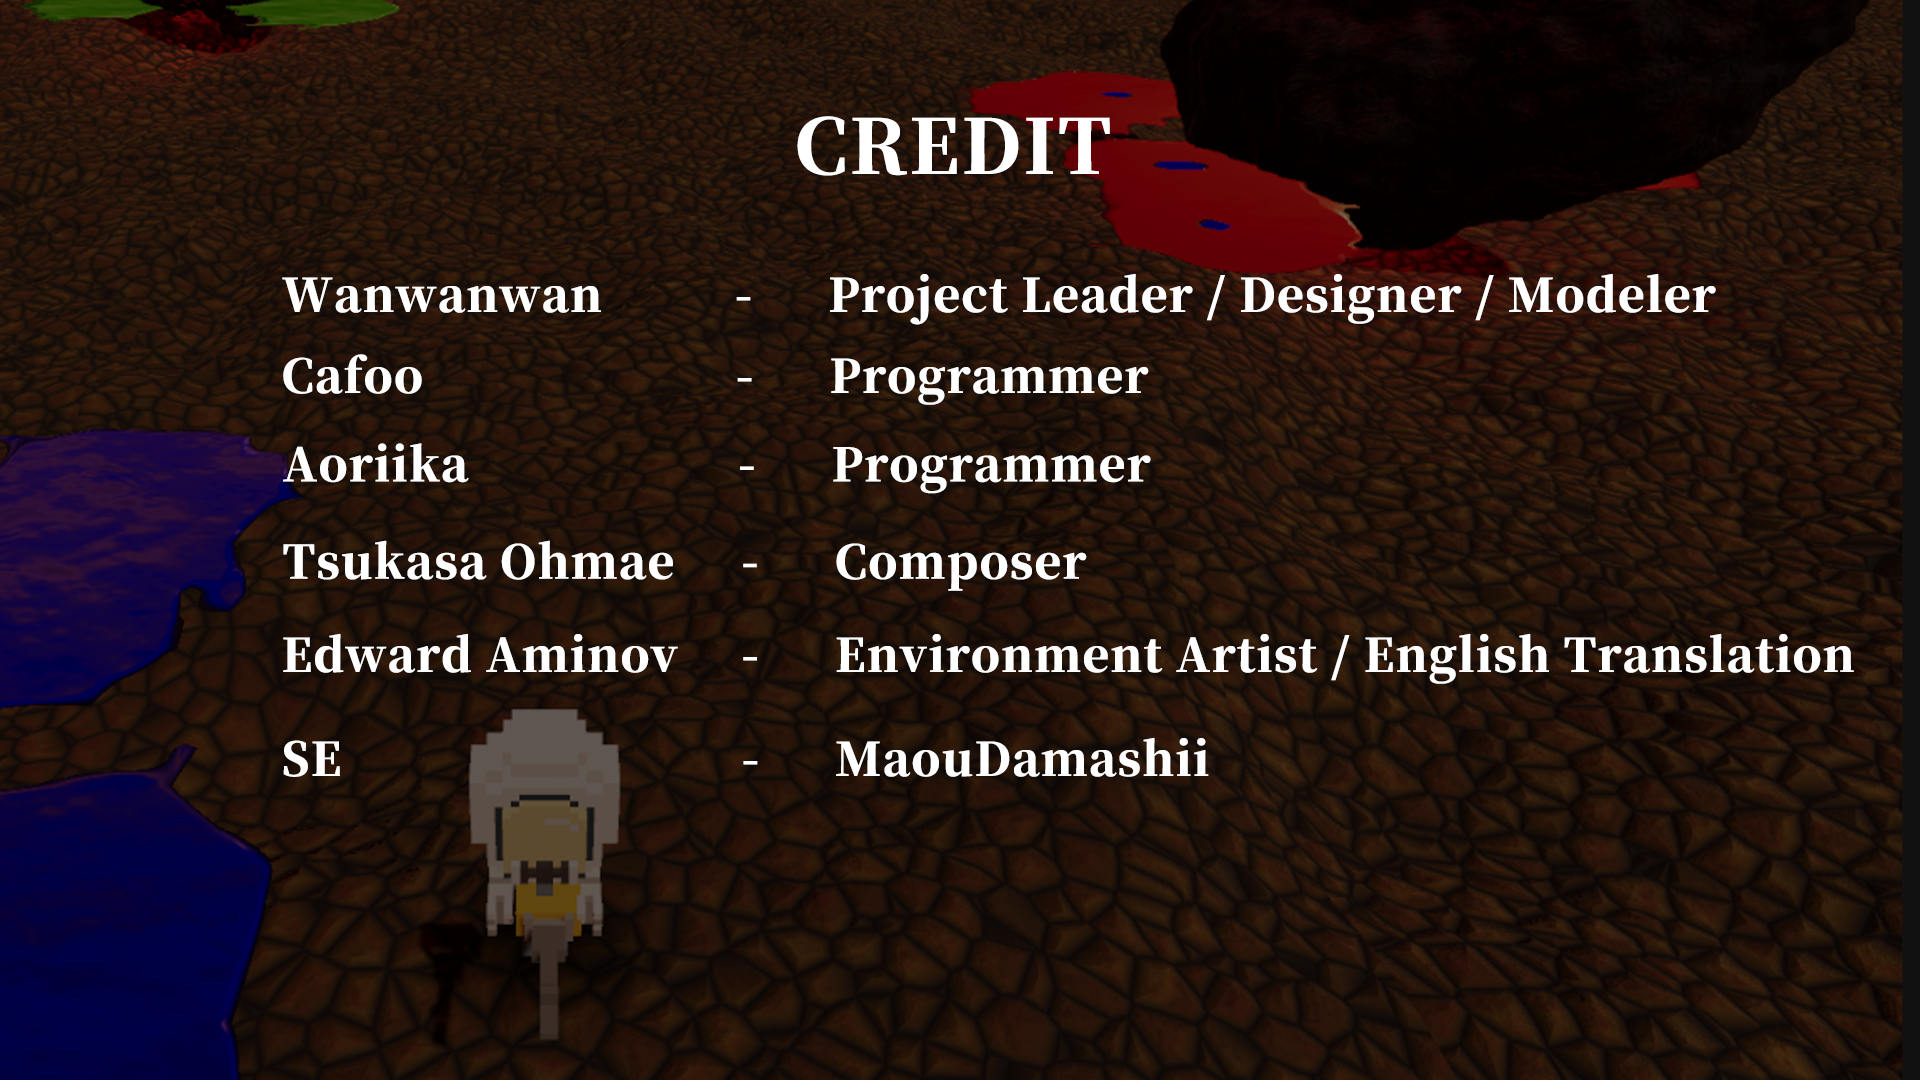 CREDIT
Wanwanwan - Project Leader / Designer / Modeler
Cafoo - Programmer
Aoriika - Programmer
Tsukasa Ohmae - Composer
Edward Aminov - Environment Artist / English Translation
SE - MaouDamashii